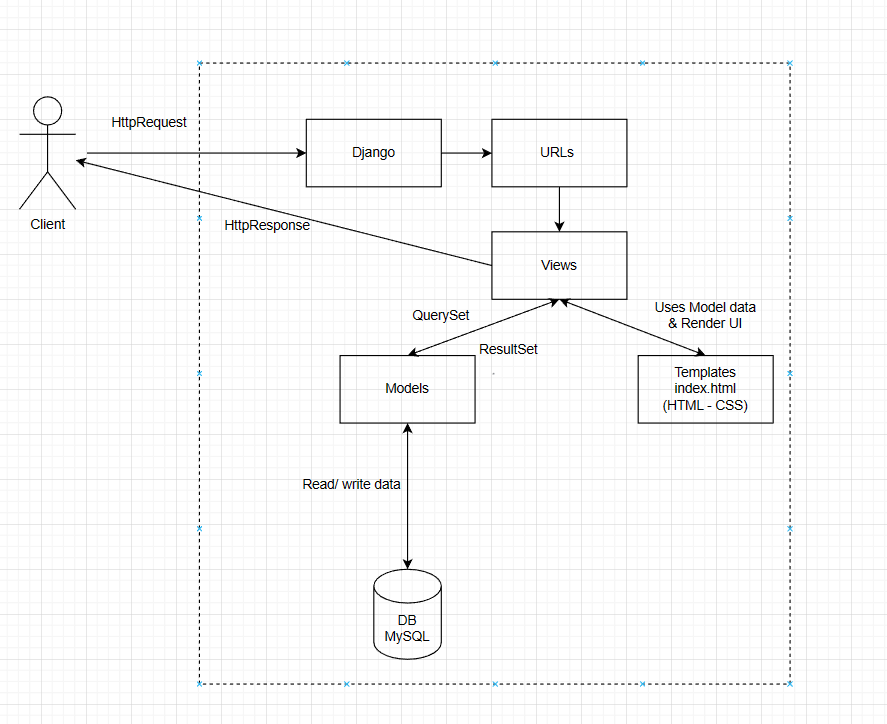 HttpRequest
Django
URLs
Client
HttpResponse
Views
QuerySet
Uses Model data
& Render UI
ResultSet
Models
Templates
index.html
(HTML - CSS)
Read/ write data
DB
MySQL